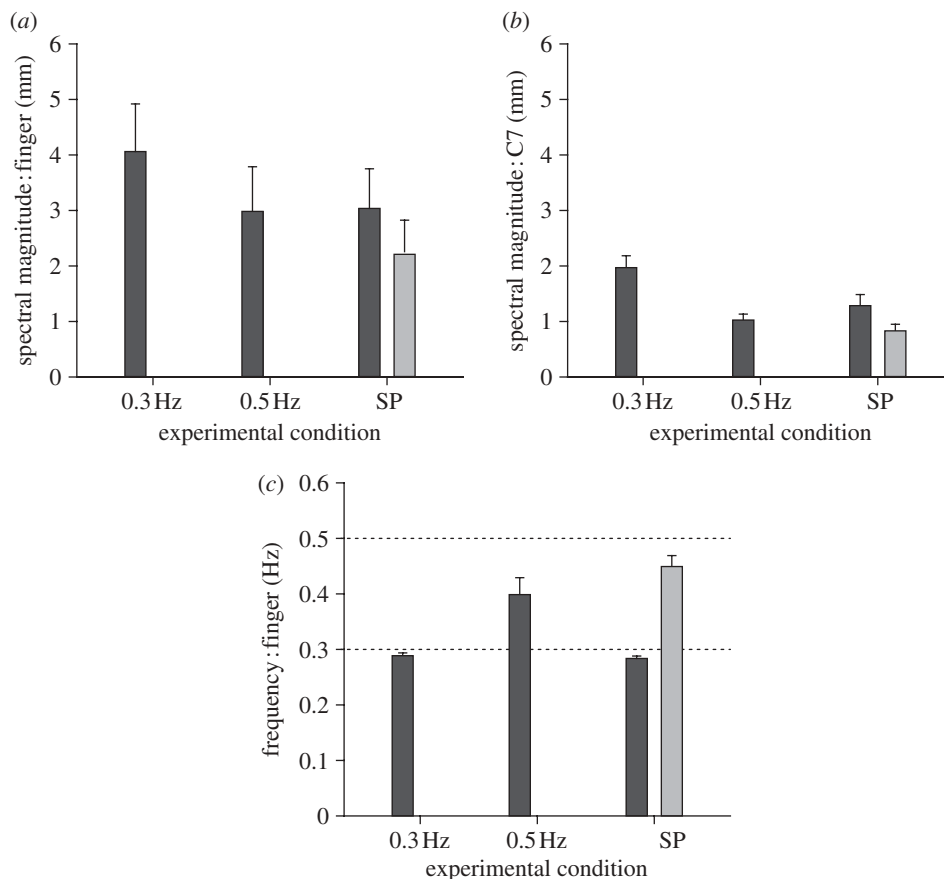 (a)
6
5
4
3
2
1
0
spectral magnitude: finger (mm)
0.3 Hz 0.5 Hz SP
experimental condition
(b)
6
5
4
3
2
1
0
spectral magnitude: C7 (mm)
0.3 Hz 0.5 Hz SP
experimental condition
(c)
0.6
0.5
0.4
0.3
0.2
0.1
0
frequency: finger (Hz)
0.3 Hz 0.5 Hz SP
experimental condition